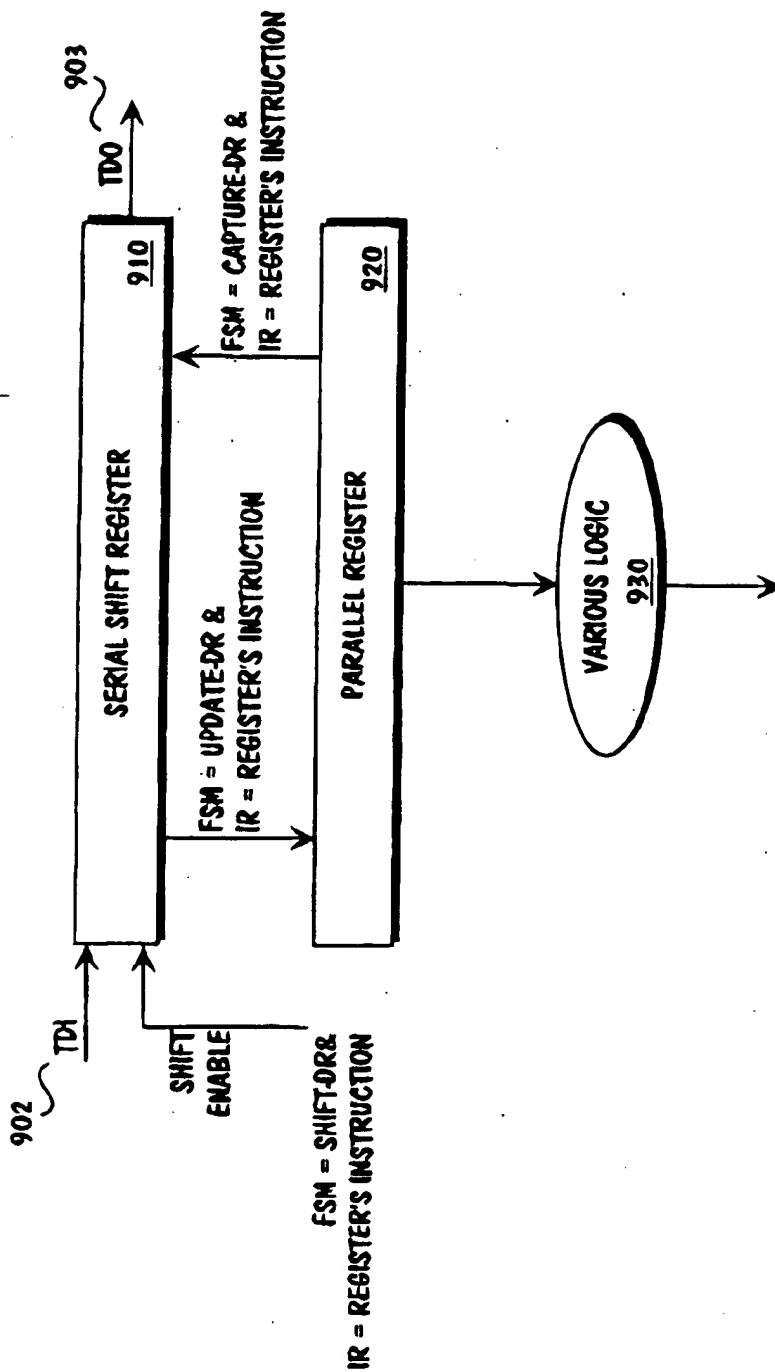 902
TDI
SHIFT
ENABLE
FSM = SHIFT-DR&
IR = REGISTER'S INSTRUCTION
SERIAL SHIFT REGISTER
910
TDO
903
FSM = UPDATE-DR &
IR = REGISTER'S INSTRUCTION
FSM = CAPTURE-DR &
IR = REGISTER'S INSTRUCTION
PARALLEL REGISTER
920
VARIOUS LOGIC
930